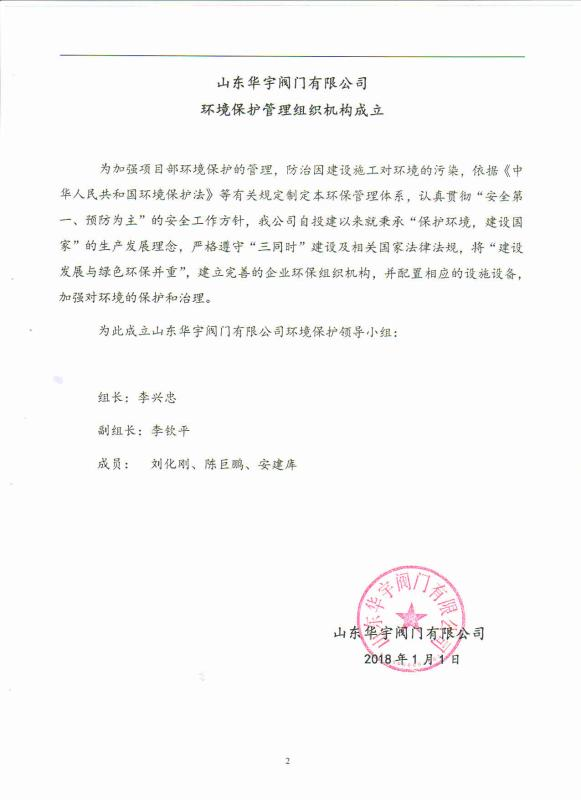 山东华宇阀门有限公司
环境保护管理组织机构成立
为加强项目部环境保护的管理，防治因建设施工对环境的污染，依据《中
华人民共和国环境保护法》等有关规定制定本环保管理体系，认真贯彻“安全第
一、预防为主”的安全工作方针，我公司自投建以来就秉承“保护环境，建设国
家”的生产发展理念，严格遵守“三同时”建设及相关国家法律法规，将“建设
发展与绿色环保并重”，建立完善的企业环保组织机构，并配置相应的设施设备，
加强对环境的保护和治理。
为此成立山东华宇阀门有限公司环境保护领导小组：
组长：李兴忠
副组长：李钦平
成员： 刘化刚、陈巨鹏、安建库
山东华宇阀门有限公司
山东华宇阀门有限公司
2018年1月1日
2